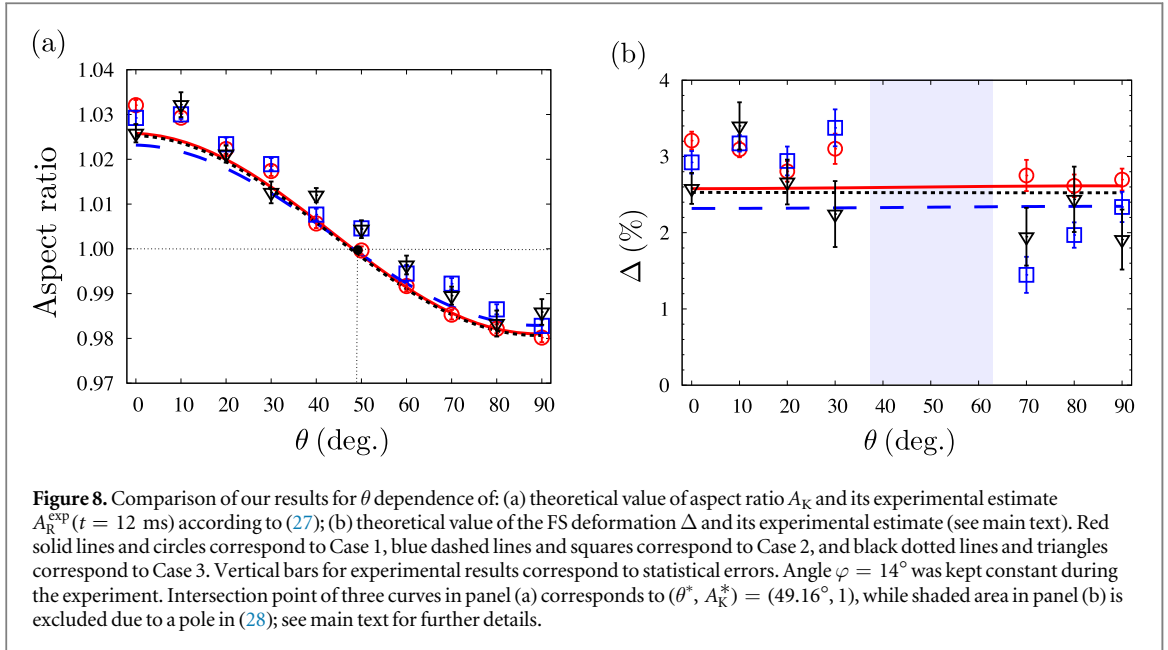 (a)
1.04
1.03
1.02
1.01
1.00
0.99
0.98
0.97
Aspect ratio
0 10 20 30 40 50 60 70 80 90
θ (deg.)
(b)
4
3
2
1
0
Δ (%)
0 10 20 30 40 50 60 70 80 90
θ (deg.)
Figure 8. Comparison of our results for θ dependence of: (a) theoretical value of aspect ratio A_K and its experimental estimate
A_R^exp (t = 12 ms) according to (27); (b) theoretical value of the FS deformation Δ and its experimental estimate (see main text). Red
solid lines and circles correspond to Case 1, blue dashed lines and squares correspond to Case 2, and black dotted lines and triangles
correspond to Case 3. Vertical bars for experimental results correspond to statistical errors. Angle φ = 14° was kept constant during
the experiment. Intersection point of three curves in panel (a) corresponds to (θ*, A_K^*) = (49.16°, 1), while shaded area in panel (b) is
excluded due to a pole in (28); see main text for further details.